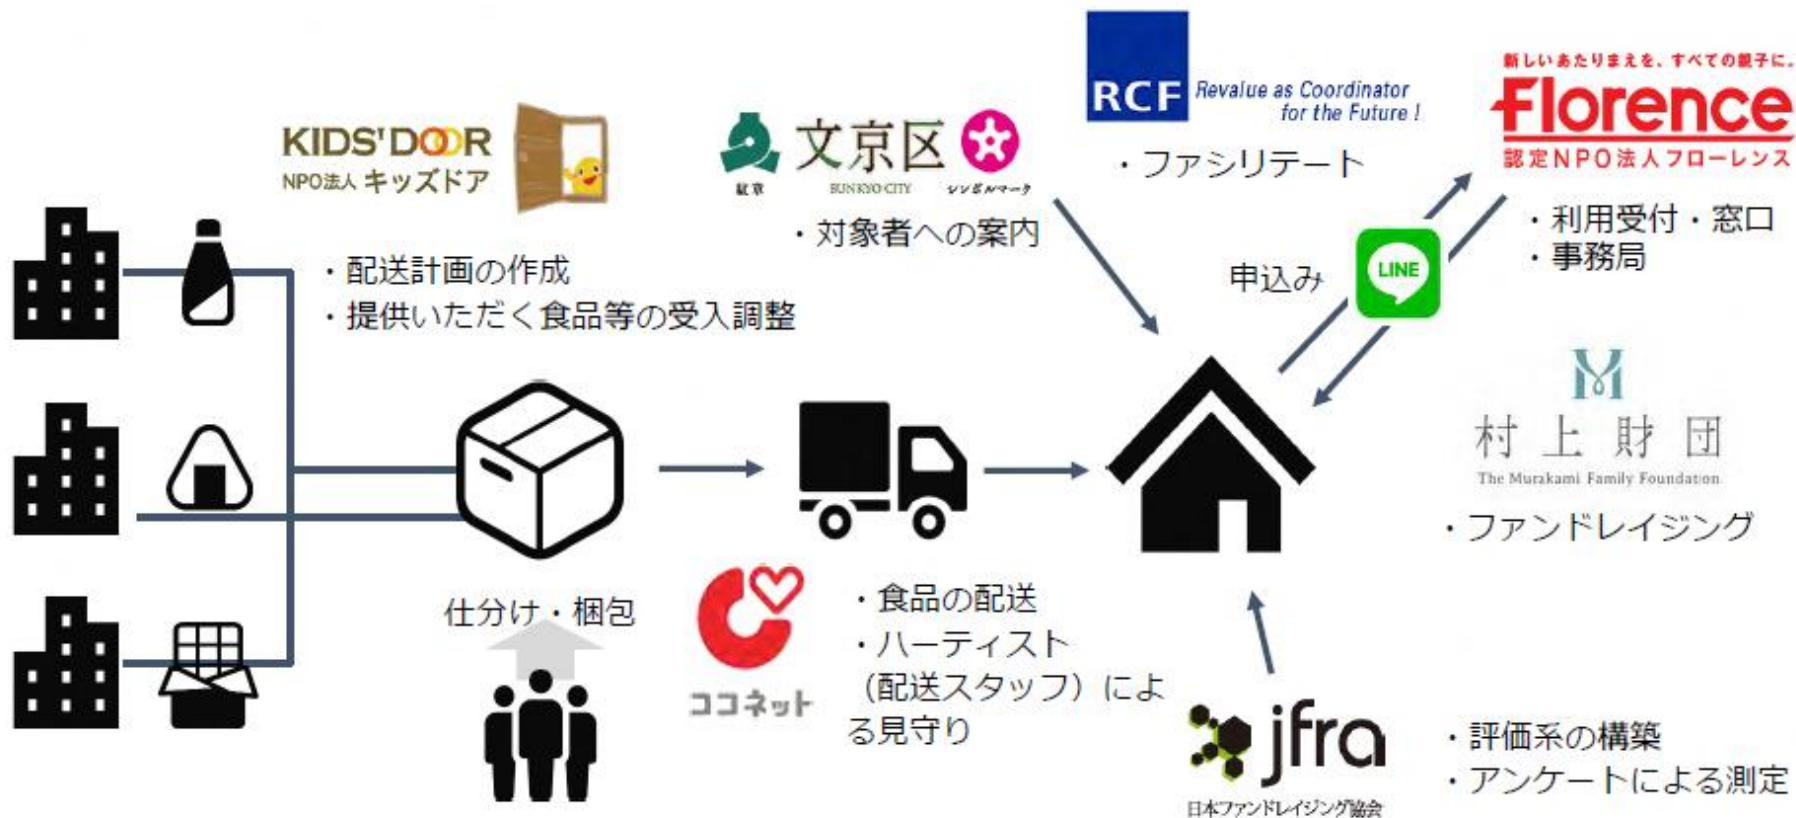 KIDS'DOOR
NPO法人 キッズドア
・配送計画の作成
・提供いただく食品等の受入調整
文京区
紋章
BUNKYO CITY
シンボルマーク
・対象者への案内
RCF
Revalue as Coordinator
for the Future !
・ファシリテート
新しいあたりまえを、すべての親子に。
Florence
認定NPO法人フローレンス
・利用受付・窓口
・事務局
申込み
LINE
村上財団
The Murakami Family Foundation
・ファンドレイジング
仕分け・梱包
ココネット
・食品の配送
・ハーティスト
（配送スタッフ）によ
る見守り
jfra
日本ファンドレイジング協会
・評価系の構築
・アンケートによる測定